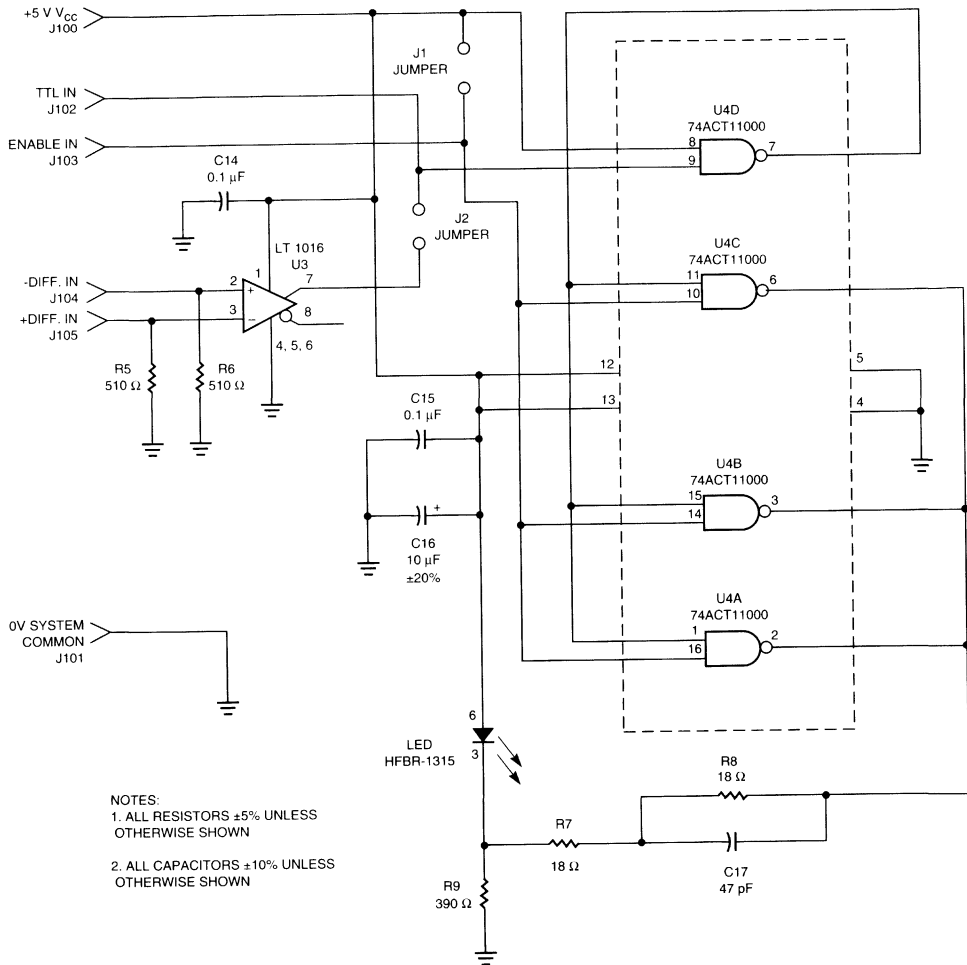 +5 V VCC
J100
J1
JUMPER
TTL IN
J102
ENABLE IN
J103
C14
0.1 µF
J2
JUMPER
LT 1016
U3
1
7
2
+
8
3
−
4, 5, 6
-DIFF. IN
J104
+DIFF. IN
J105
R5
510 Ω
R6
510 Ω
U4D
74ACT11000
8
9
7
U4C
74ACT11000
11
10
6
12
13
5
4
C15
0.1 µF
+
C16
10 µF
±20%
U4B
74ACT11000
15
14
3
U4A
74ACT11000
1
16
2
0V SYSTEM
COMMON
J101
6
LED
HFBR-1315
3
R8
18 Ω
R7
18 Ω
C17
47 pF
R9
390 Ω
NOTES:
1. ALL RESISTORS ±5% UNLESS
OTHERWISE SHOWN
2. ALL CAPACITORS ±10% UNLESS
OTHERWISE SHOWN